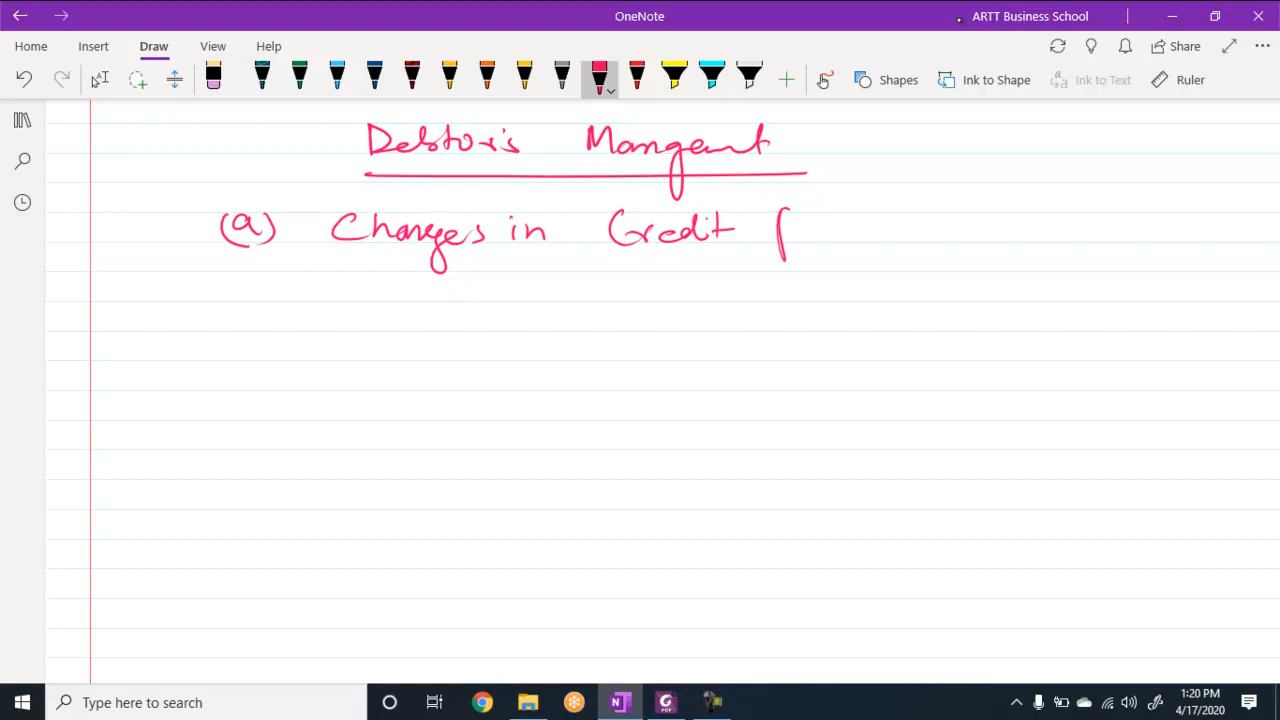 OneNote
ARTT Business School
Home Insert Draw View Help
Share
Shapes
Ink to Shape
Ink to Text
Ruler
Debtor's Mangemt
(a) Changes in Credit
Type here to search
1:20 PM
4/17/2020